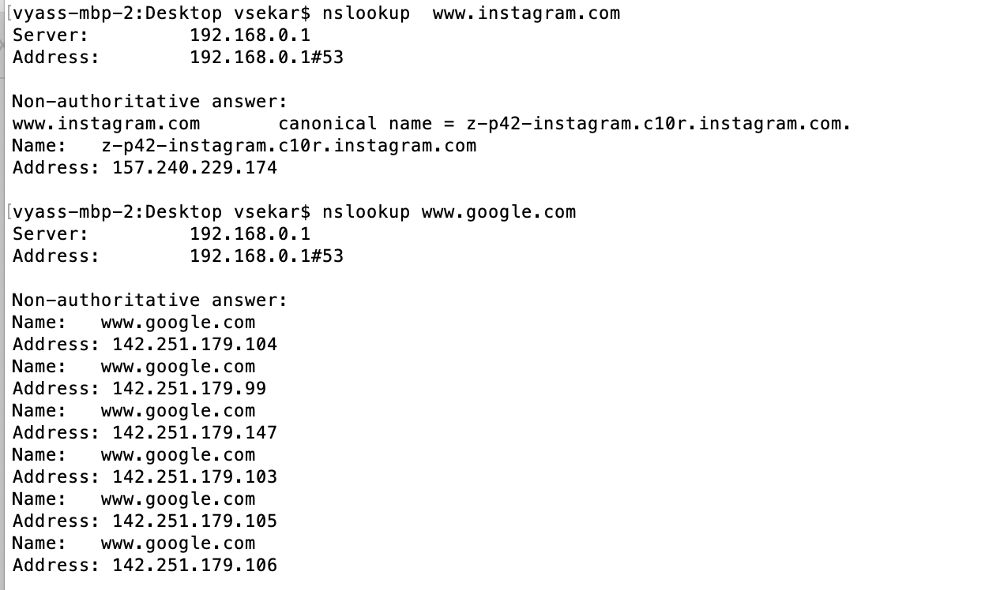 [vyass-mbp-2:Desktop vsekar$ nslookup  www.instagram.com
Server:         192.168.0.1
Address:        192.168.0.1#53

Non-authoritative answer:
www.instagram.com       canonical name = z-p42-instagram.c10r.instagram.com.
Name:   z-p42-instagram.c10r.instagram.com
Address: 157.240.229.174

[vyass-mbp-2:Desktop vsekar$ nslookup www.google.com
Server:         192.168.0.1
Address:        192.168.0.1#53

Non-authoritative answer:
Name:   www.google.com
Address: 142.251.179.104
Name:   www.google.com
Address: 142.251.179.99
Name:   www.google.com
Address: 142.251.179.147
Name:   www.google.com
Address: 142.251.179.103
Name:   www.google.com
Address: 142.251.179.105
Name:   www.google.com
Address: 142.251.179.106